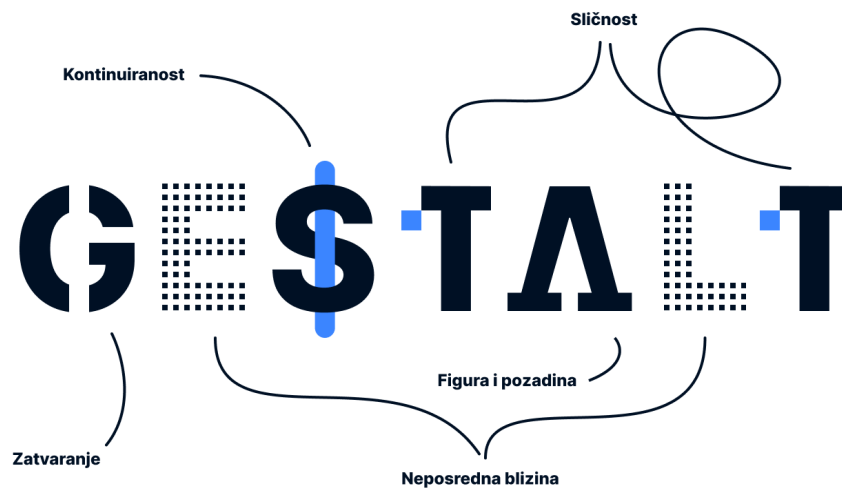 Sličnost
Kontinuiranost
GESTALT
Figura i pozadina
Zatvaranje
Neposredna blizina